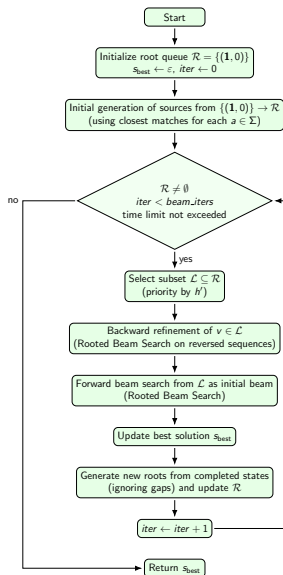 Start
Initialize root queue ℛ = {(𝟏, 0)}
s_best ← ε, iter ← 0
Initial generation of sources from {(𝟏, 0)} → ℛ
(using closest matches for each a ∈ Σ)
ℛ ≠ ∅
iter < beam_iters
time limit not exceeded
no
yes
Select subset ℒ ⊆ ℛ
(priority by h′)
Backward refinement of v ∈ ℒ
(Rooted Beam Search on reversed sequences)
Forward beam search from ℒ as initial beam
(Rooted Beam Search)
Update best solution s_best
Generate new roots from completed states
(ignoring gaps) and update ℛ
iter ← iter + 1
Return s_best